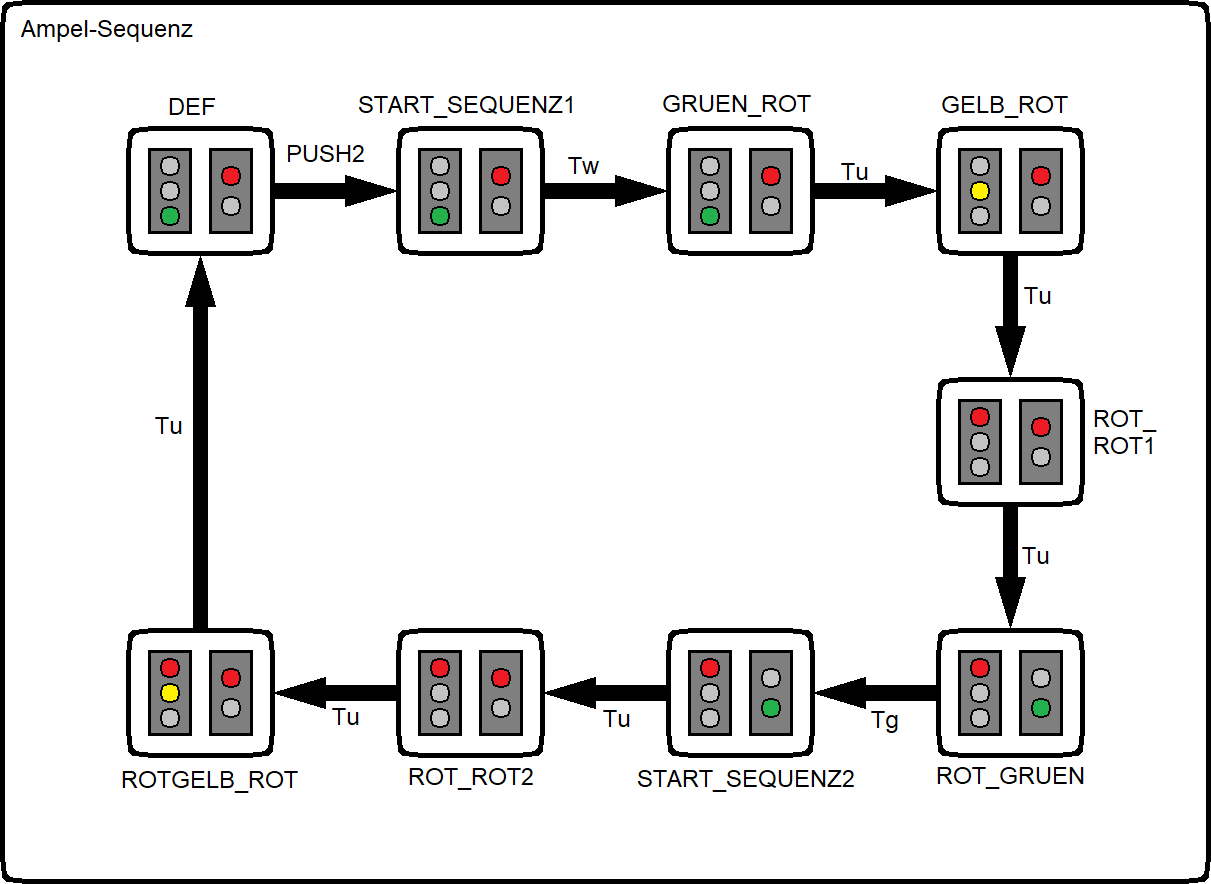 Ampel-Sequenz
DEF
START_SEQUENZ1
GRUEN_ROT
GELB_ROT
PUSH2
Tw
Tu
Tu
ROT_
ROT1
Tu
Tu
Tu
Tu
Tg
ROTGELB_ROT
ROT_ROT2
START_SEQUENZ2
ROT_GRUEN